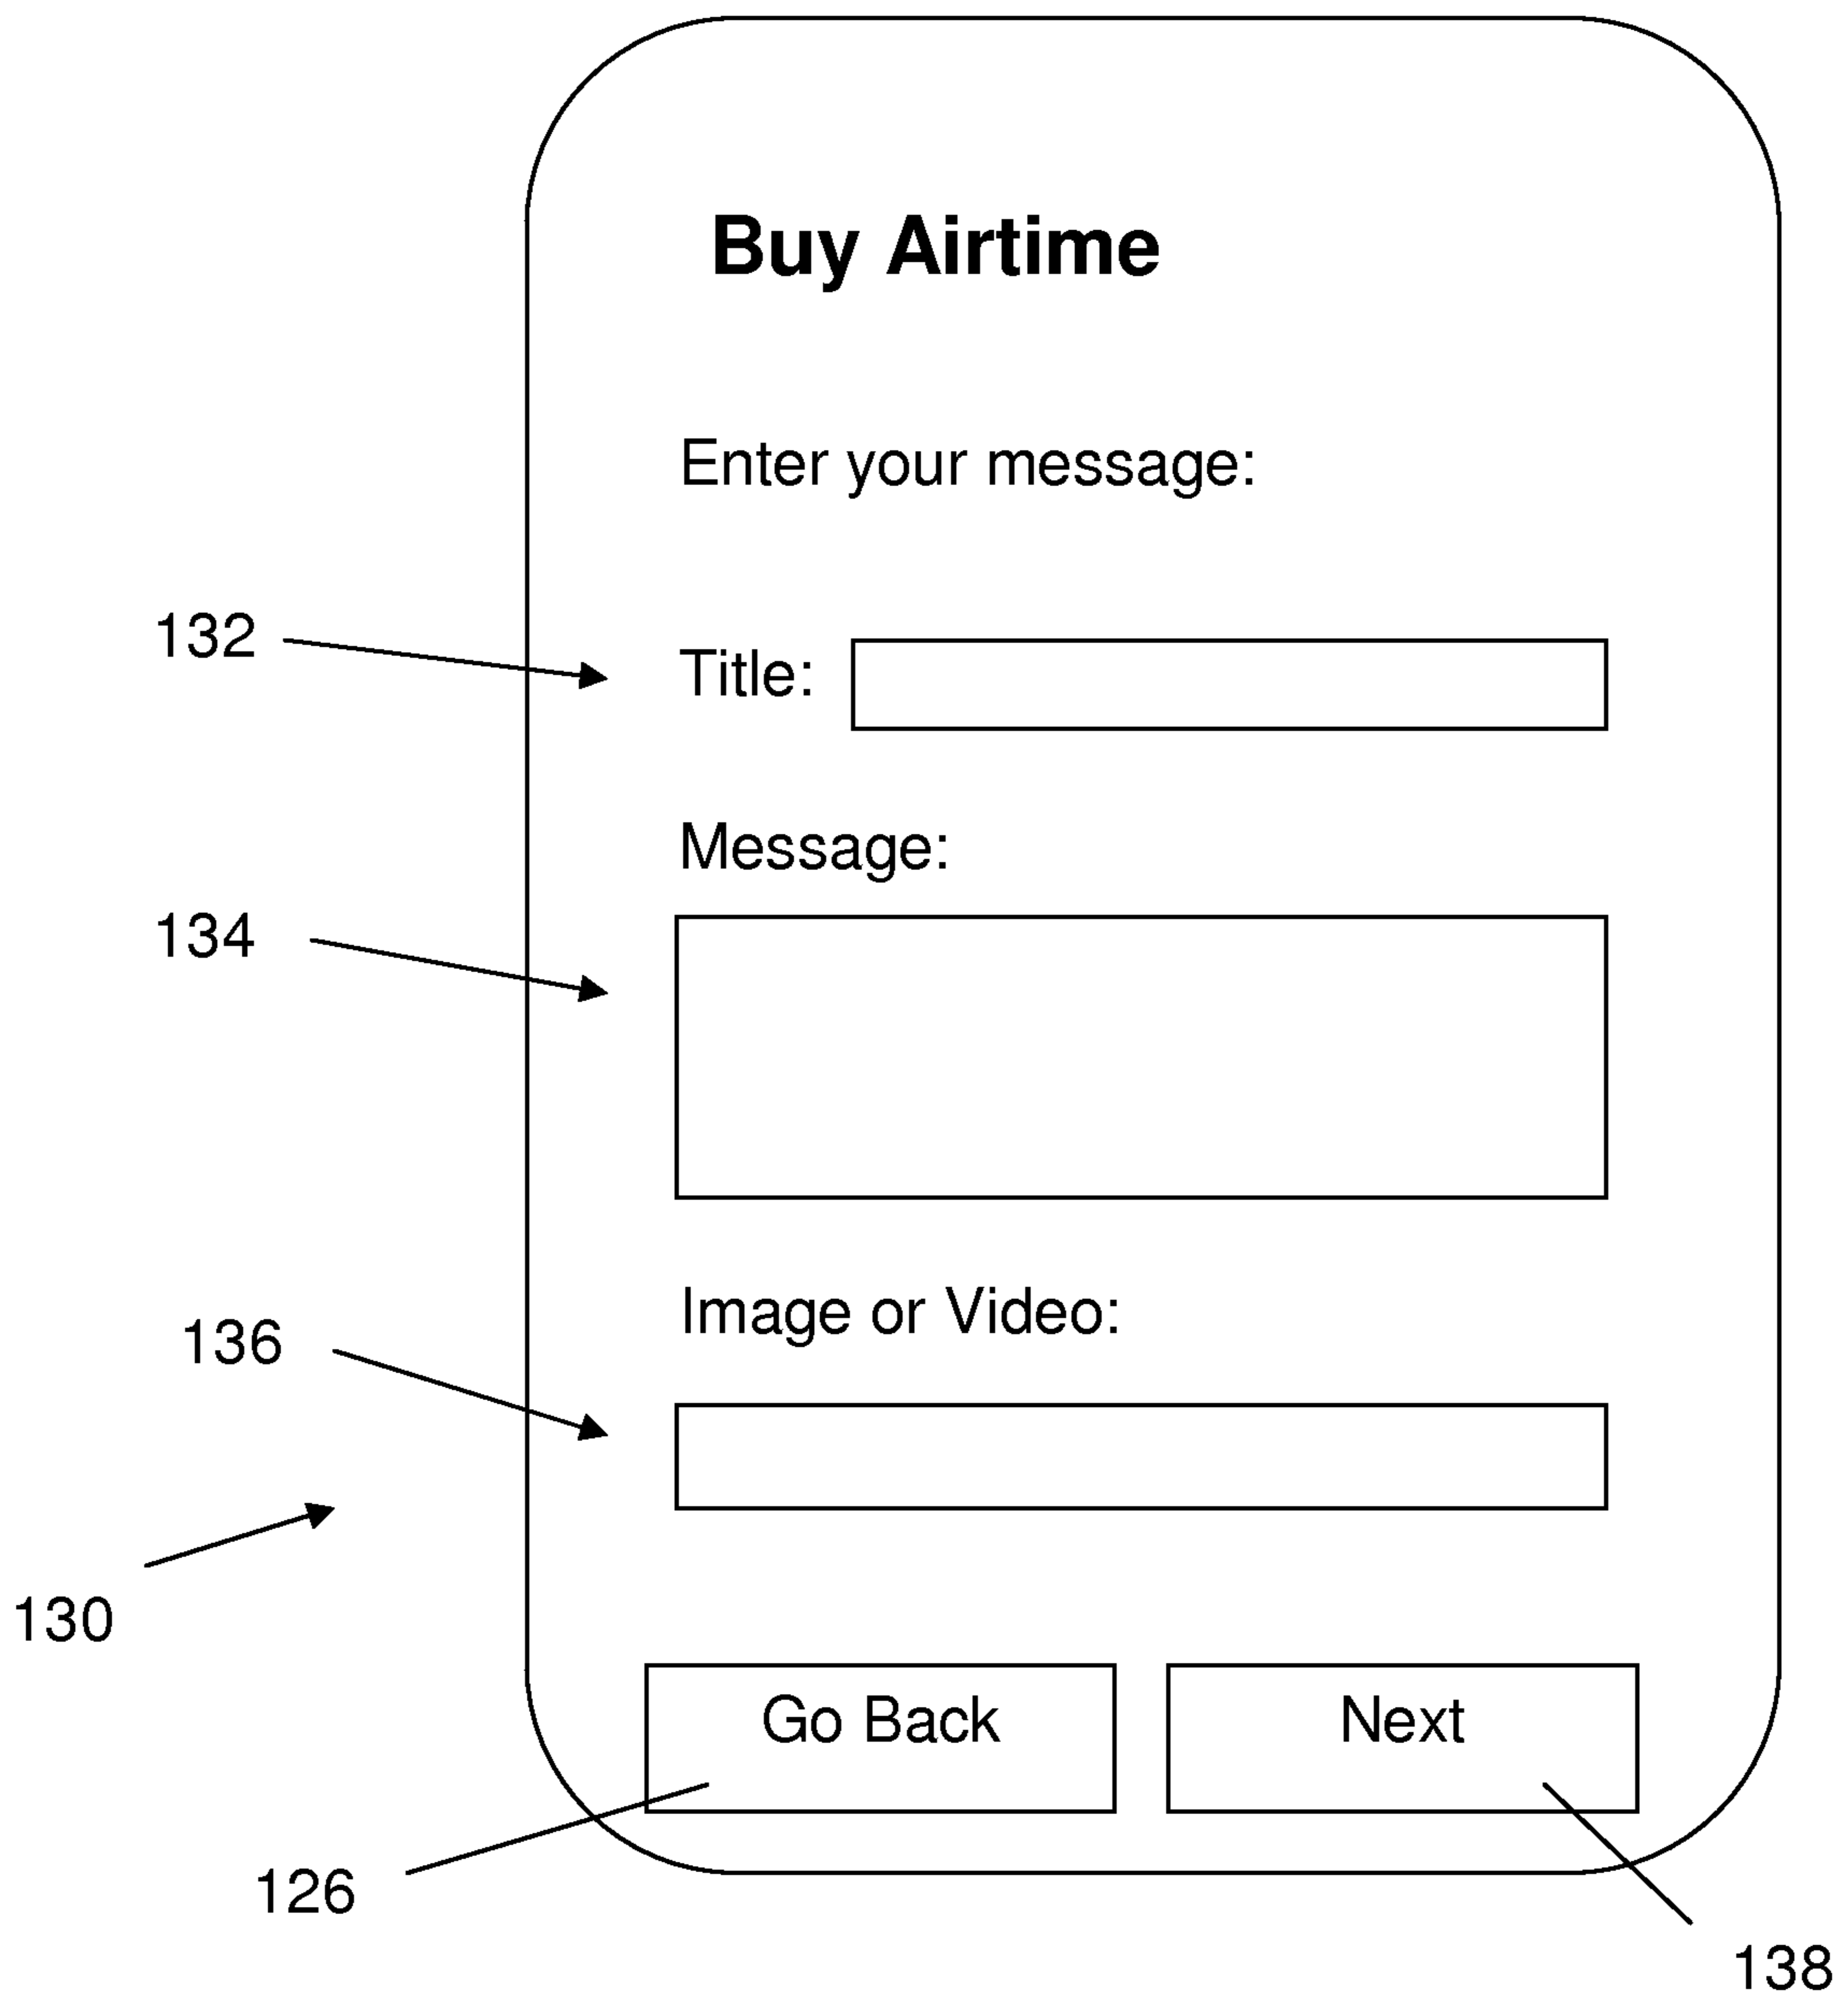 Buy Airtime
Enter your message:
132
Title:
Message:
134
Image or Video:
136
130
Go Back
Next
126
138